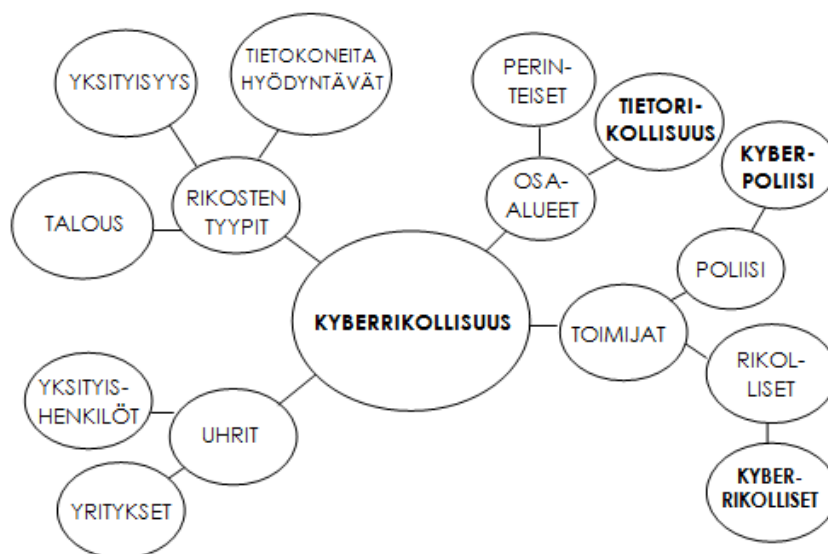 YKSITYISYYS
TIETOKONEITA
HYÖDYNTÄVÄT
TALOUS
RIKOSTEN
TYYPIT
PERIN-
TEISET
TIETORI-
KOLLISUUS
OSA-
ALUEET
KYBER-
POLIISI
POLIISI
KYBERRIKOLLISUUS
TOIMIJAT
RIKOL-
LISET
KYBER-
RIKOLLISET
YKSITYIS-
HENKILÖT
UHRIT
YRITYKSET